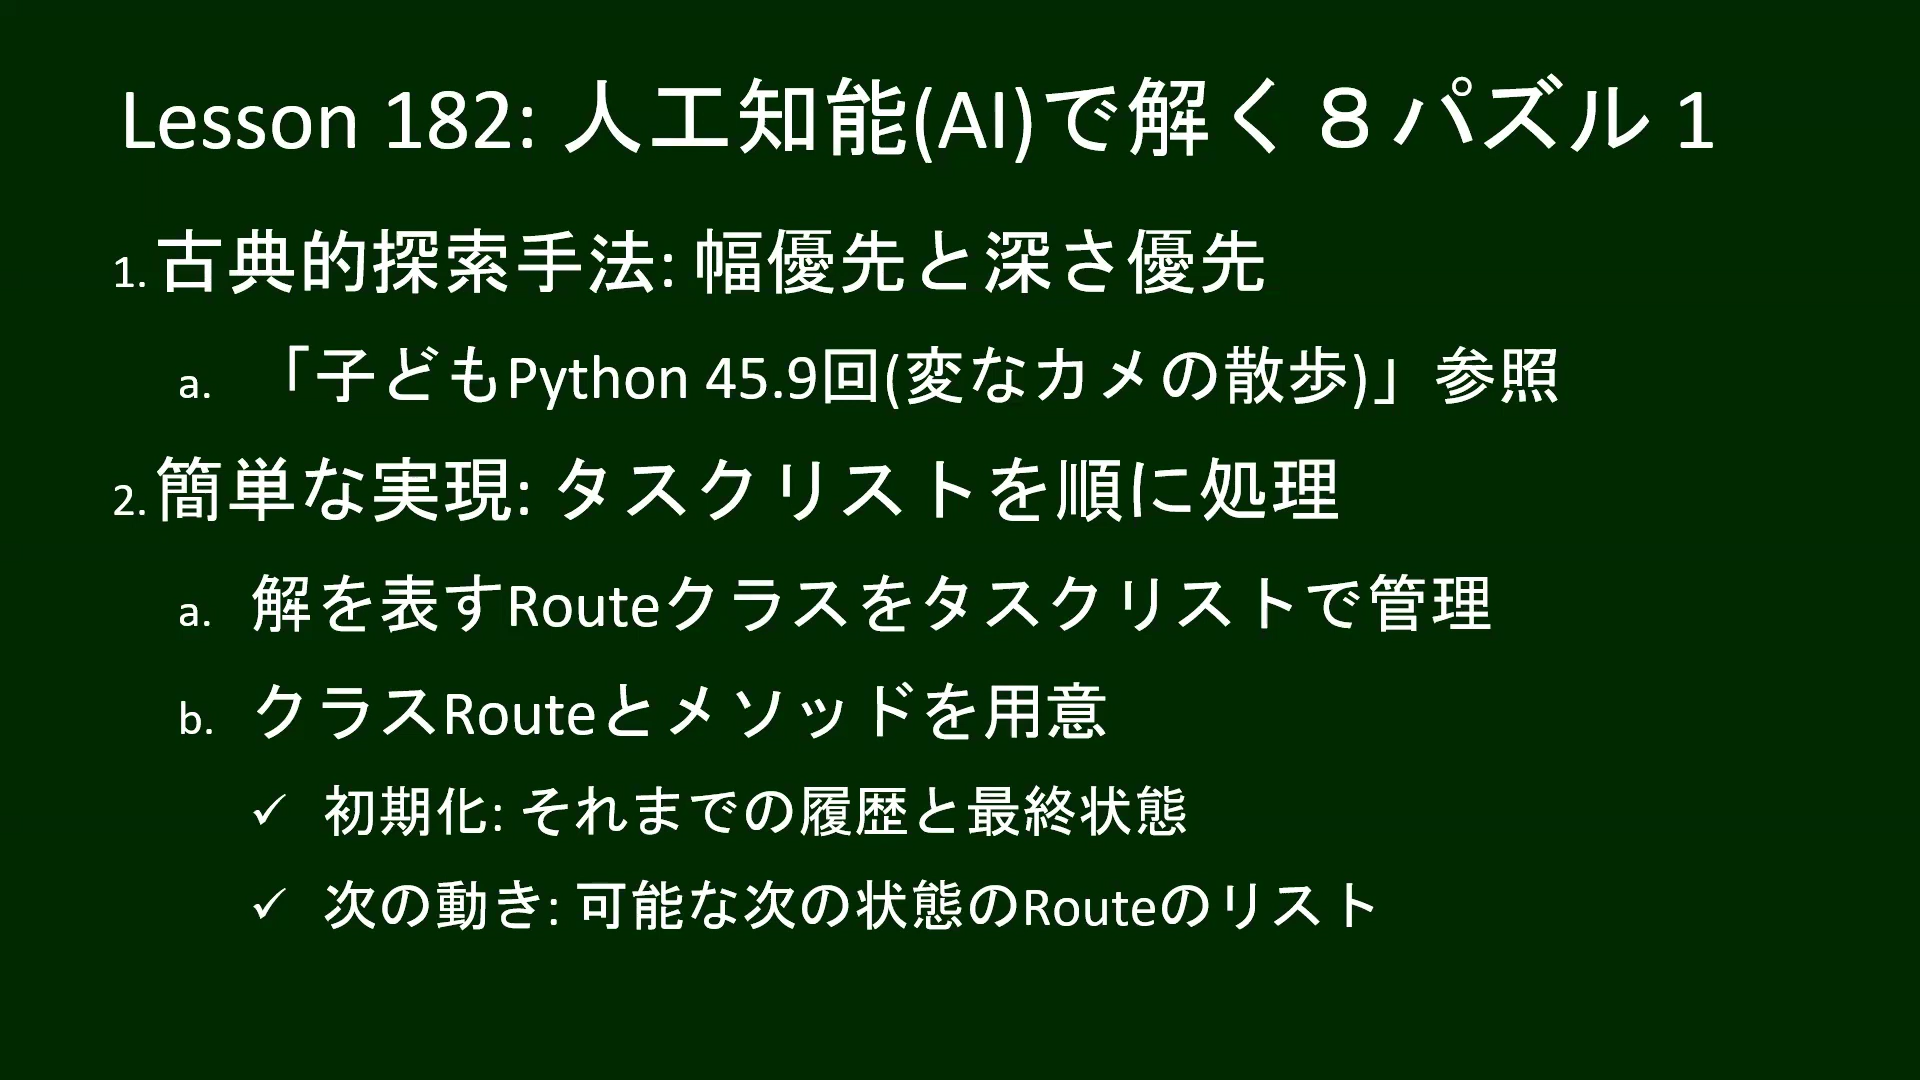 Lesson 182: 人工知能(AI)で解く８パズル 1
1. 古典的探索手法: 幅優先と深さ優先
a. 「子どもPython 45.9回(変なカメの散歩)」参照
2. 簡単な実現: タスクリストを順に処理
a. 解を表すRouteクラスをタスクリストで管理
b. クラスRouteとメソッドを用意
✓ 初期化: それまでの履歴と最終状態
✓ 次の動き: 可能な次の状態のRouteのリスト